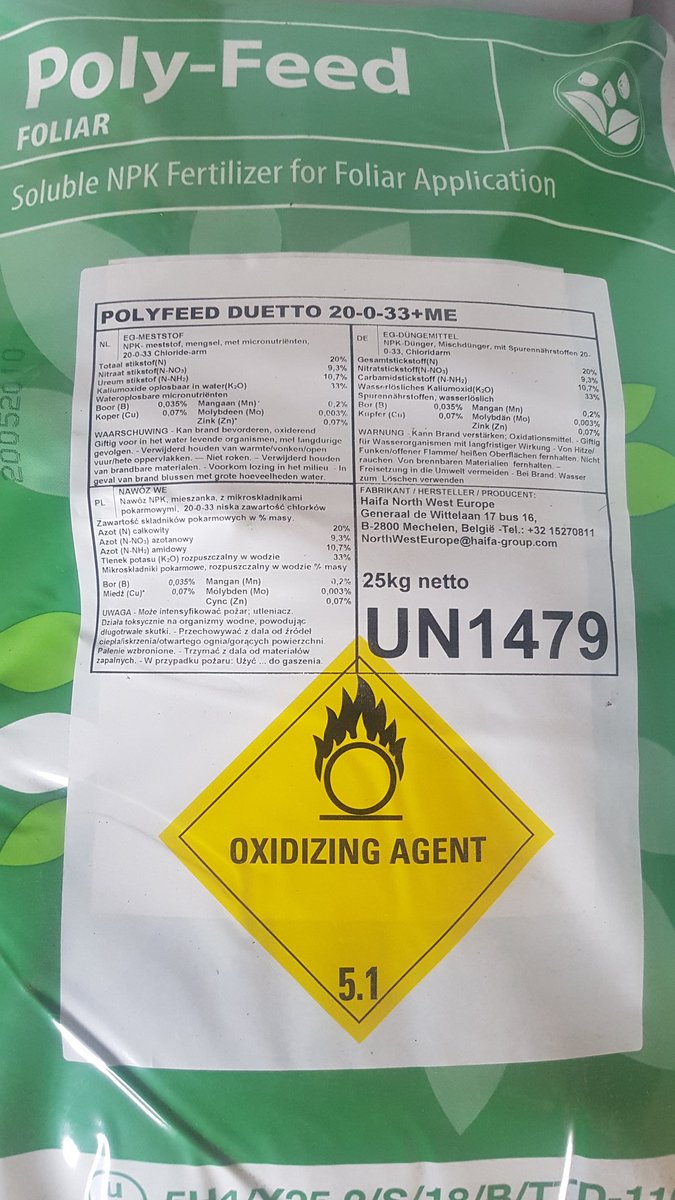 Poly-Feed
FOLIAR
Soluble NPK Fertilizer for Foliar Application
POLYFEED DUETTO 20-0-33+ME
NL
EG-MESTSTOF
NPK- meststof, mengsel, met micronutriënten,
20-0-33 Chloride-arm
Totaal stikstof(N) 20%
Nitraat stikstof(N-NO₃) 9,3%
Ureum stikstof (N-NH₂) 10,7%
Kaliumoxide oplosbaar in water(K₂O) 33%
Wateroplosbare micronutriënten
Boor (B) 0,035% Mangaan (Mn) 0,2%
Koper (Cu) 0,07% Molybdeen (Mo) 0,003%
Zink (Zn)* 0,07%
WAARSCHUWING - Kan brand bevorderen, oxiderend
Giftig voor in het water levende organismen, met langdurige
gevolgen. - Verwijderd houden van warmte/vonken/open
vuur/hete oppervlakken. — Niet roken. – Verwijderd houden
van brandbare materialen. - Voorkom lozing in het milieu - In
geval van brand blussen met grote hoeveelheden water.
DE
EG-DÜNGEMITTEL
NPK-Dünger, Mischdünger, mit Spurennährstoffen 20-
0-33, Chloridarm
Gesamtstickstoff(N) 20%
Nitratstickstoff(N-NO₃) 9,3%
Carbamidstickstoff (N-NH₂) 10,7%
Wasserlösliches Kaliumoxid(K₂O) 33%
Spurennährstoffen, wasserlöslich
Bor (B) 0,035% Mangan (Mn) 0,2%
Kupfer (Cu) 0,07% Molybdän (Mo) 0,003%
Zink (Zn) 0,07%
WARNUNG - Kann Brand verstärken; Oxidationsmittel. - Giftig
für Wasserorganismen mit langfristiger Wirkung - Von Hitze/
Funken/offener Flamme/ heißen Oberflächen fernhalten. Nicht
rauchen. Von brennbaren Materialien fernhalten. –
Freisetzung in die Umwelt vermeiden - Bei Brand: Wasser
zum Löschen verwenden
PL
NAWÓZ WE
Nawóz NPK, mieszanka, z mikroskładnikami
pokarmowymi, 20-0-33 niska zawartość chlorków
Zawartość składników pokarmowych w % masy
Azot (N) całkowity 20%
Azot (N-NO₃) azotanowy 9,3%
Azot (N-NH₂) amidowy 10,7%
Tlenek potasu (K₂O) rozpuszczalny w wodzie 33%
Mikroskładniki pokarmowe, rozpuszczalny w wodzie % masy
Bor (B) 0,035% Mangan (Mn) 0,2%
Miedź (Cu)* 0,07% Molybden (Mo) 0,003%
Cync (Zn) 0,07%
UWAGA - Może intensyfikować pożar; utleniacz.
Działa toksycznie na organizmy wodne, powodując
długotrwałe skutki. - Przechowywać z dala od źródeł
ciepła/iskrzenia/otwartego ognia/gorących powierzchni.
Palenie wzbronione. - Trzymać z dala od materiałów
zapalnych. - W przypadku pożaru: Użyć ... do gaszenia.
FABRIKANT / HERSTELLER / PRODUCENT:
Haifa North West Europe
Generaal de Wittelaan 17 bus 16,
B-2800 Mechelen, België -Tel.: +32 15270811
NorthWestEurope@haifa-group.com
25kg netto
UN1479
OXIDIZING AGENT
5.1
20052010
u